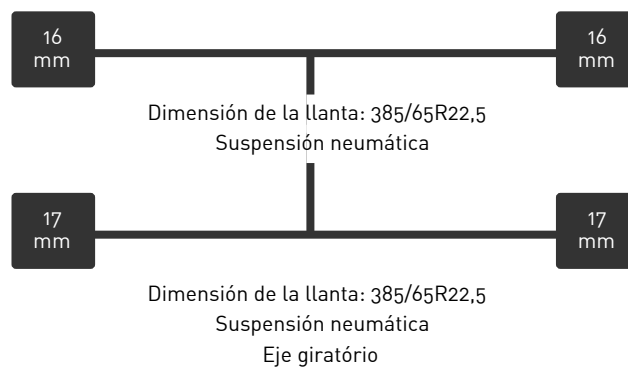 16
mm
16
mm
Dimensión de la llanta: 385/65R22,5
Suspensión neumática
17
mm
17
mm
Dimensión de la llanta: 385/65R22,5
Suspensión neumática
Eje giratório